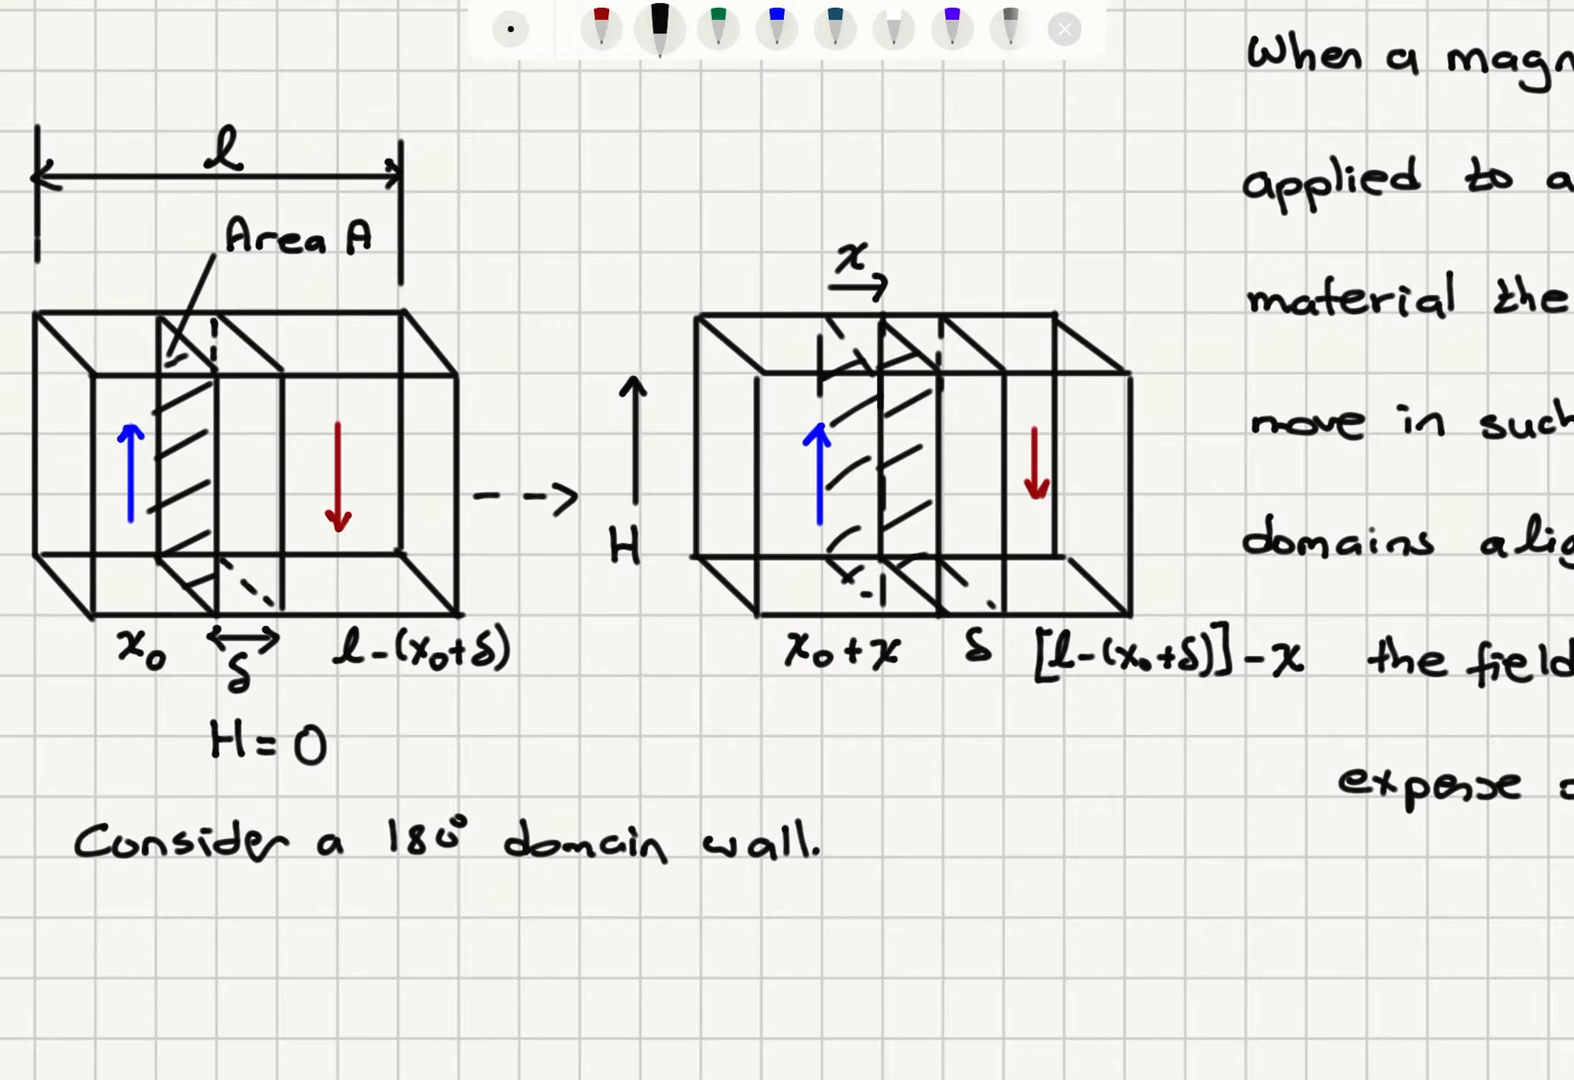 l
Area A
x₀
δ
l-(x₀+δ)
H = 0
Consider a 180° domain wall.
x
H
x₀+x
δ
[l-(x₀+δ)]-x
When a magn
applied to a
material the
move in such
domains alig
the field
expense